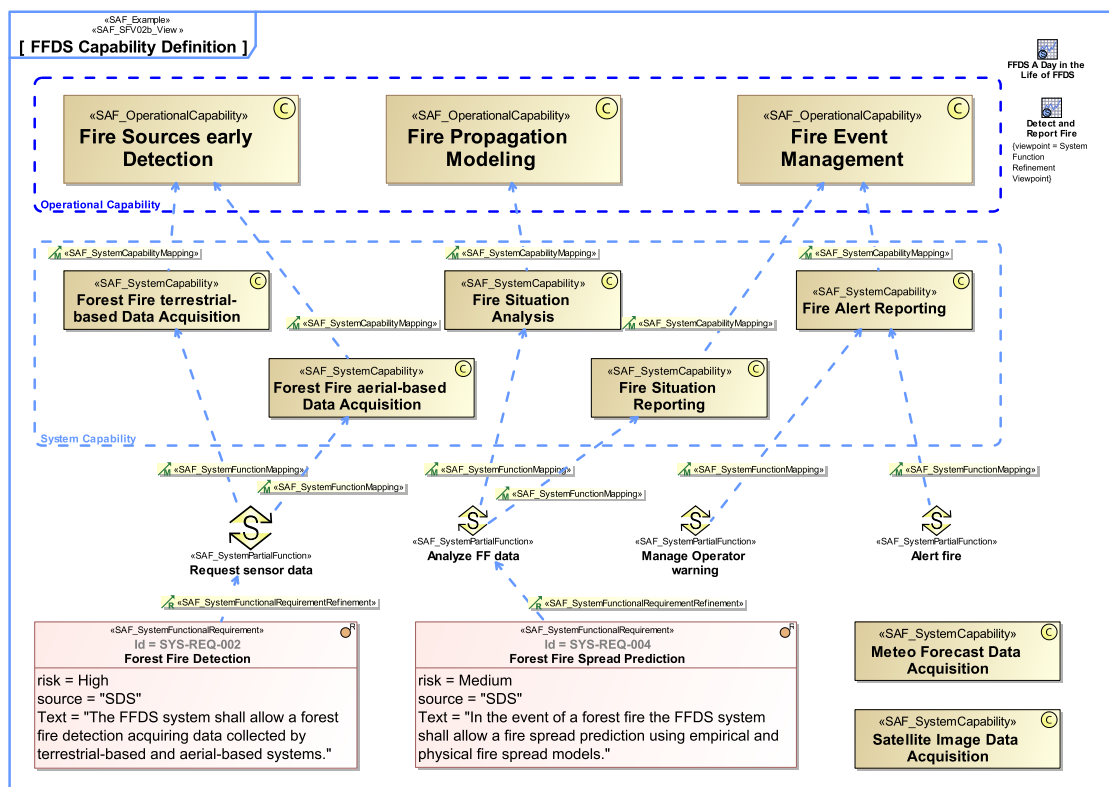 «SAF_Example»
«SAF_SFV02b_View »
[ FFDS Capability Definition ]
FFDS A Day in the
Life of FFDS
Detect and
Report Fire
{viewpoint = System
Function
Refinement
Viewpoint}
«SAF_OperationalCapability»
Fire Sources early
Detection
C
«SAF_OperationalCapability»
Fire Propagation
Modeling
C
«SAF_OperationalCapability»
Fire Event
Management
C
Operational Capability
M «SAF_SystemCapabilityMapping»
M «SAF_SystemCapabilityMapping»
M «SAF_SystemCapabilityMapping»
«SAF_SystemCapability»
Forest Fire terrestrial-
based Data Acquisition
C
«SAF_SystemCapability»
Fire Situation
Analysis
C
«SAF_SystemCapability»
Fire Alert Reporting
C
M «SAF_SystemCapabilityMapping»
M «SAF_SystemCapabilityMapping»
«SAF_SystemCapability»
Forest Fire aerial-based
Data Acquisition
C
«SAF_SystemCapability»
Fire Situation
Reporting
C
System Capability
M «SAF_SystemFunctionMapping»
M «SAF_SystemFunctionMapping»
M «SAF_SystemFunctionMapping»
M «SAF_SystemFunctionMapping»
M «SAF_SystemFunctionMapping»
M «SAF_SystemFunctionMapping»
S
«SAF_SystemPartialFunction»
Request sensor data
S
«SAF_SystemPartialFunction»
Analyze FF data
S
«SAF_SystemPartialFunction»
Manage Operator
warning
S
«SAF_SystemPartialFunction»
Alert fire
R «SAF_SystemFunctionalRequirementRefinement»
R «SAF_SystemFunctionalRequirementRefinement»
«SAF_SystemFunctionalRequirement»
R
Id = SYS-REQ-002
Forest Fire Detection
risk = High
source = "SDS"
Text = "The FFDS system shall allow a forest
fire detection acquiring data collected by
terrestrial-based and aerial-based systems."
«SAF_SystemFunctionalRequirement»
R
Id = SYS-REQ-004
Forest Fire Spread Prediction
risk = Medium
source = "SDS"
Text = "In the event of a forest fire the FFDS system
shall allow a fire spread prediction using empirical and
physical fire spread models."
«SAF_SystemCapability»
Meteo Forecast Data
Acquisition
C
«SAF_SystemCapability»
Satellite Image Data
Acquisition
C